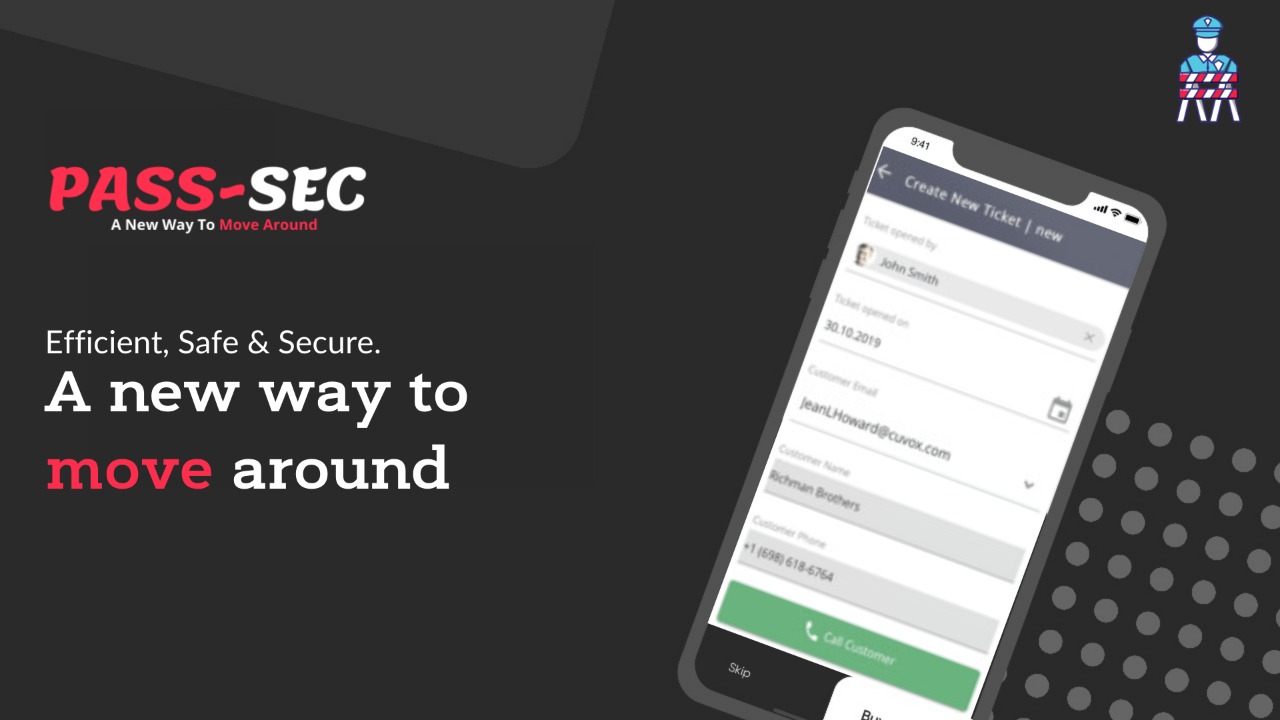 PASS-SEC
A New Way To Move Around
Efficient, Safe & Secure.
A new way to
move around
9:41
Create New Ticket | new
Ticket opened by
John Smith
Ticket opened on
30.10.2019
Customer Email
JeanLHoward@cuvox.com
Customer Name
Richman Brothers
Customer Phone
+1 (698) 618-6764
Call Customer
Skip